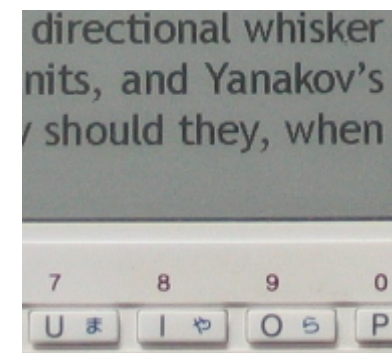 directional whisker
nits, and Yanakov's
should they, when
7 8 9 0
U ま I や O ら P